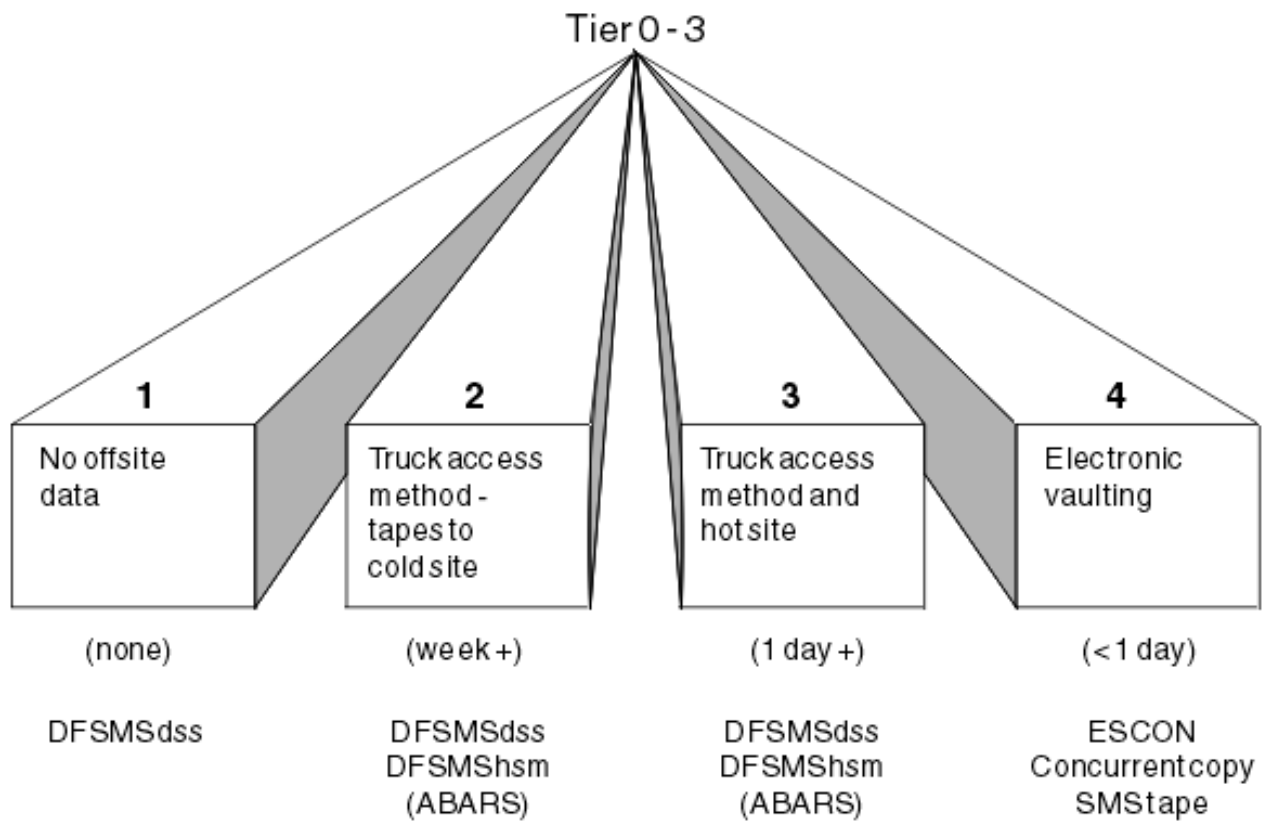 Tier 0 - 3
1
No offsite
data
(none)
DFSMSdss
2
Truck access
method -
tapes to
cold site
(week +)
DFSMSdss
DFSMShsm
(ABARS)
3
Truck access
method and
hot site
(1 day +)
DFSMSdss
DFSMShsm
(ABARS)
4
Electronic
vaulting
(< 1 day)
ESCON
Concurrent copy
SMS tape